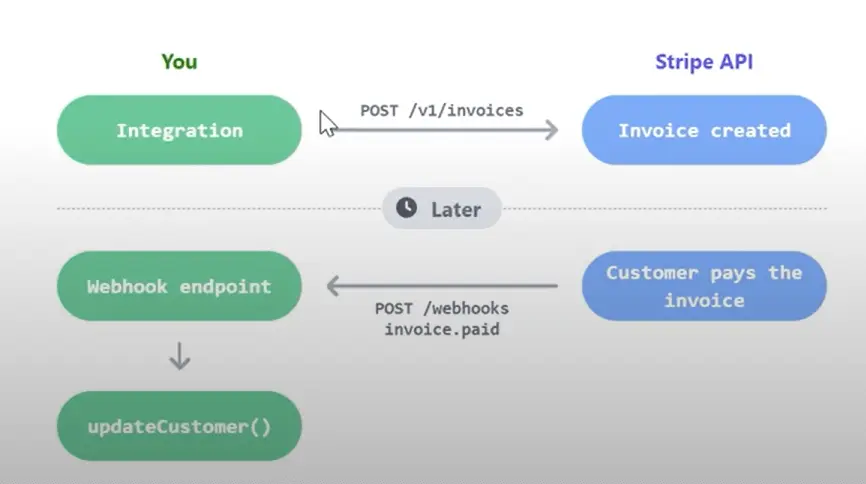 You
Stripe API
Integration
POST /v1/invoices
Invoice created
Later
Webhook endpoint
POST /webhooks
invoice.paid
Customer pays the
invoice
updateCustomer()